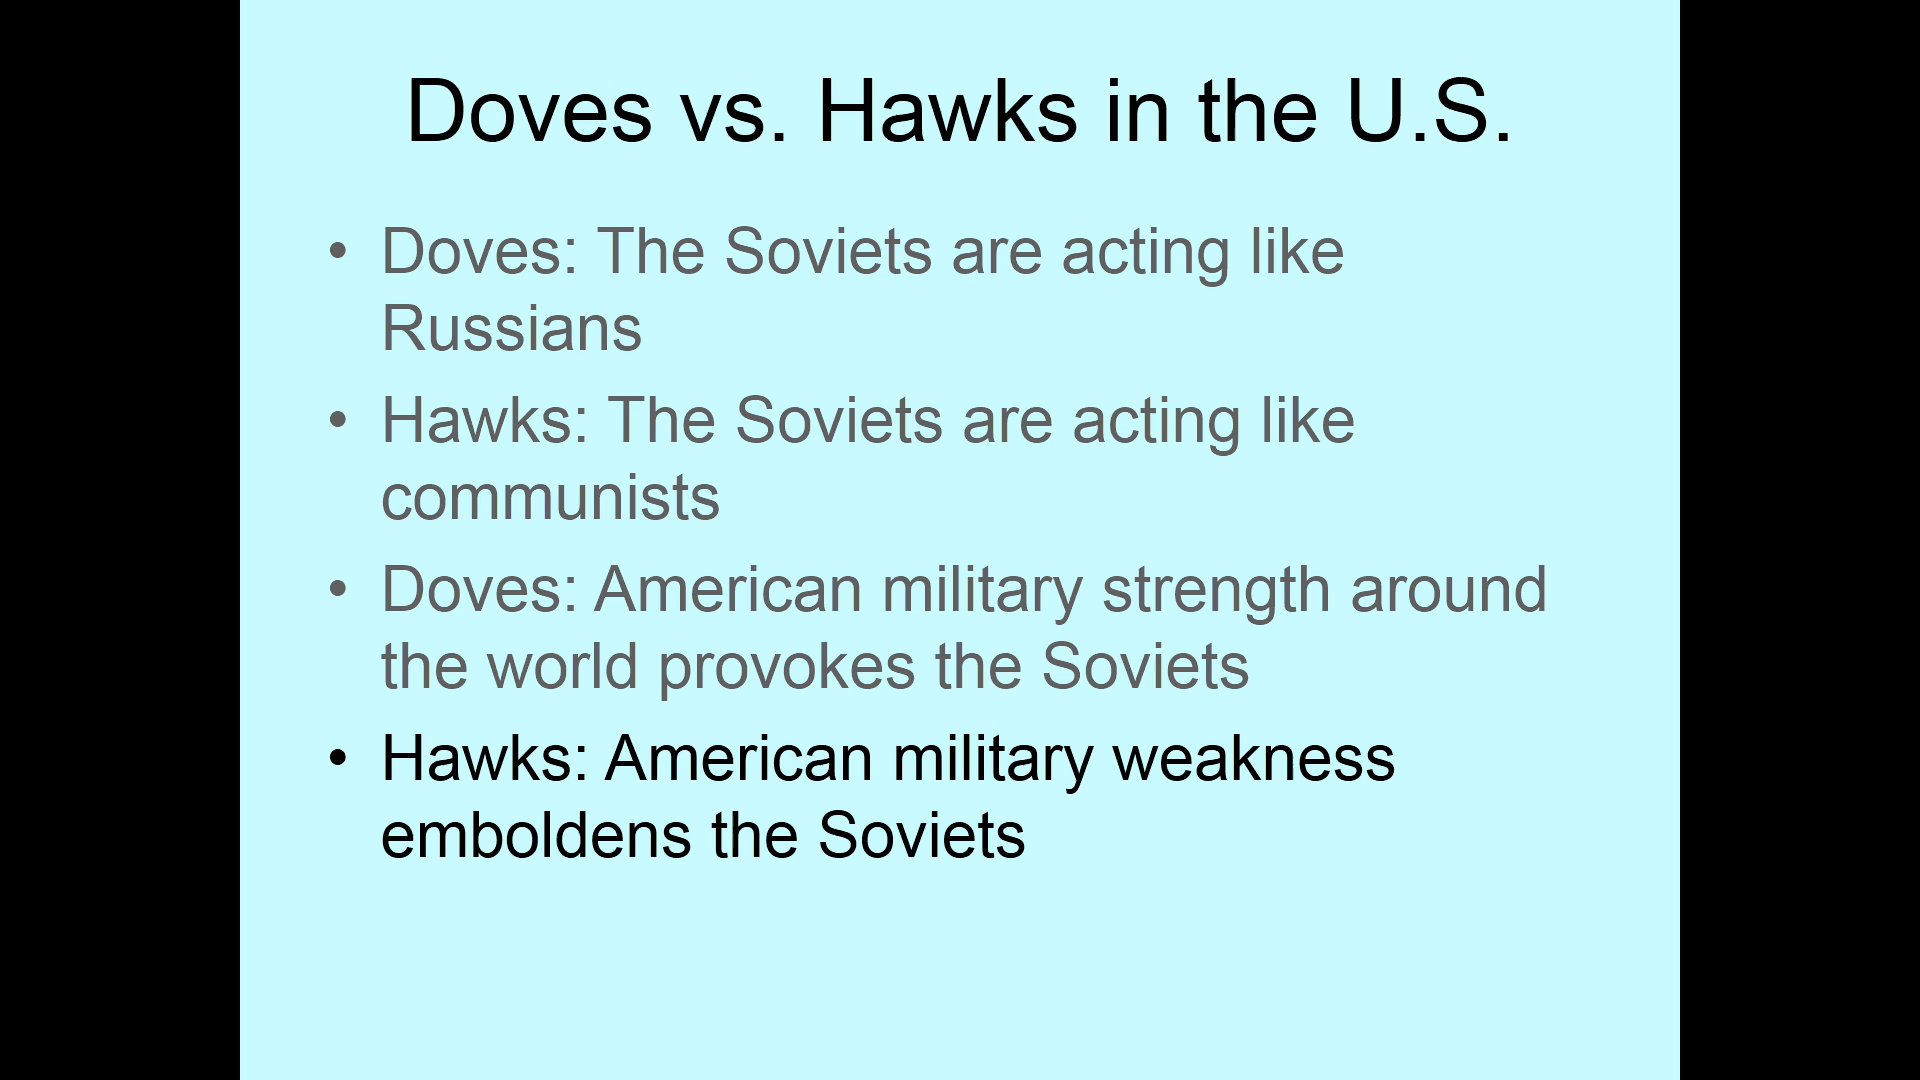 Doves vs. Hawks in the U.S.
• Doves: The Soviets are acting like
Russians
• Hawks: The Soviets are acting like
communists
• Doves: American military strength around
the world provokes the Soviets
• Hawks: American military weakness
emboldens the Soviets